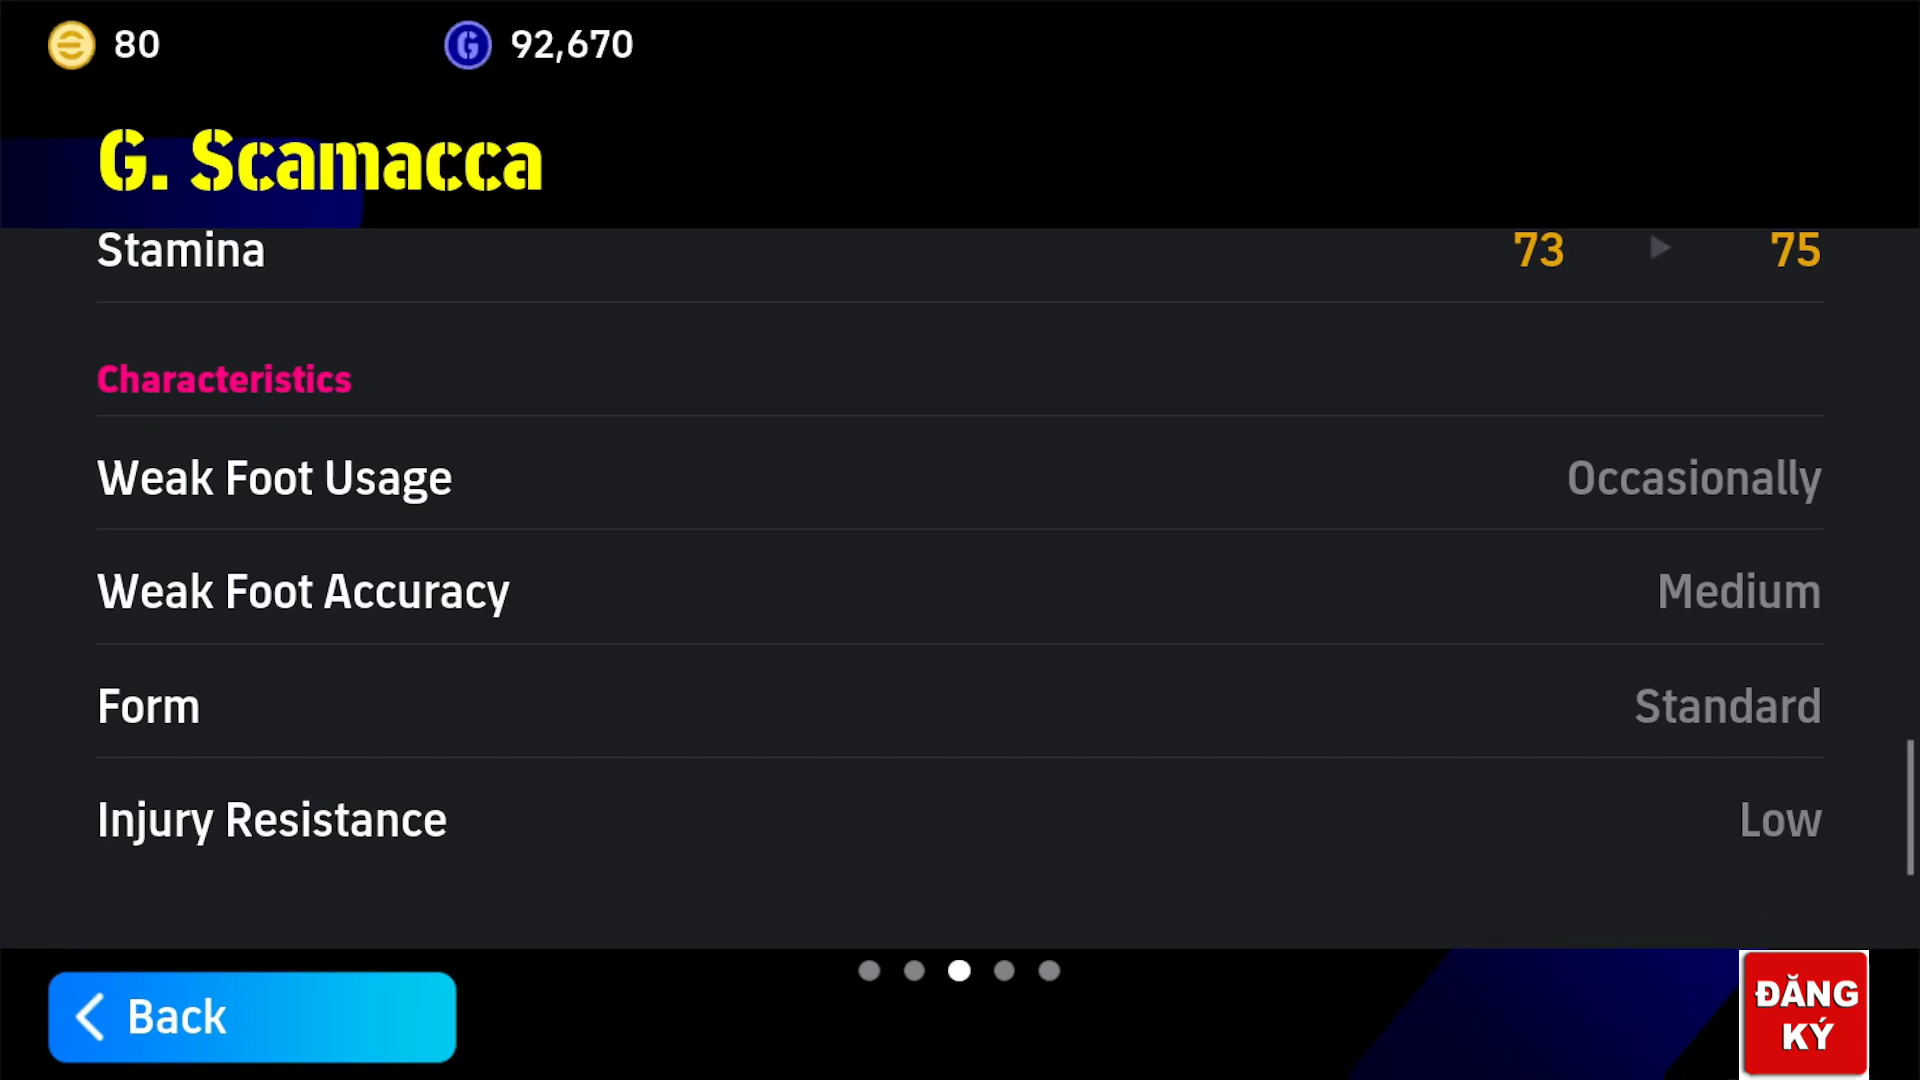 80 92,670
G. Scamacca
Stamina 73 75
Characteristics
Weak Foot Usage Occasionally
Weak Foot Accuracy Medium
Form Standard
Injury Resistance Low
Back
ĐĂNG
KÝ